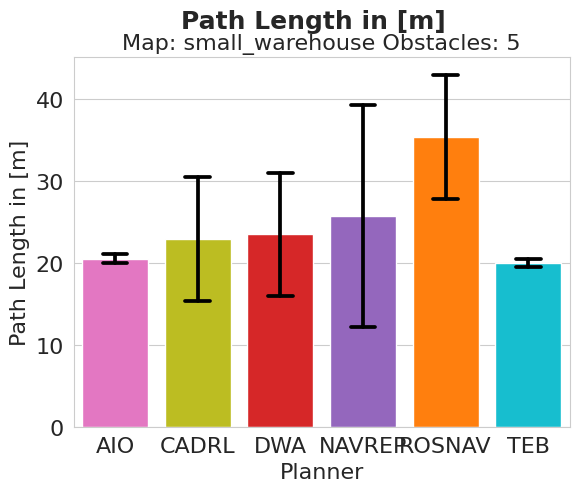 Path Length in [m]
Map: small_warehouse Obstacles: 5
Path Length in [m]
40
30
20
10
0
AIO CADRL DWA NAVREP ROSNAV TEB
Planner